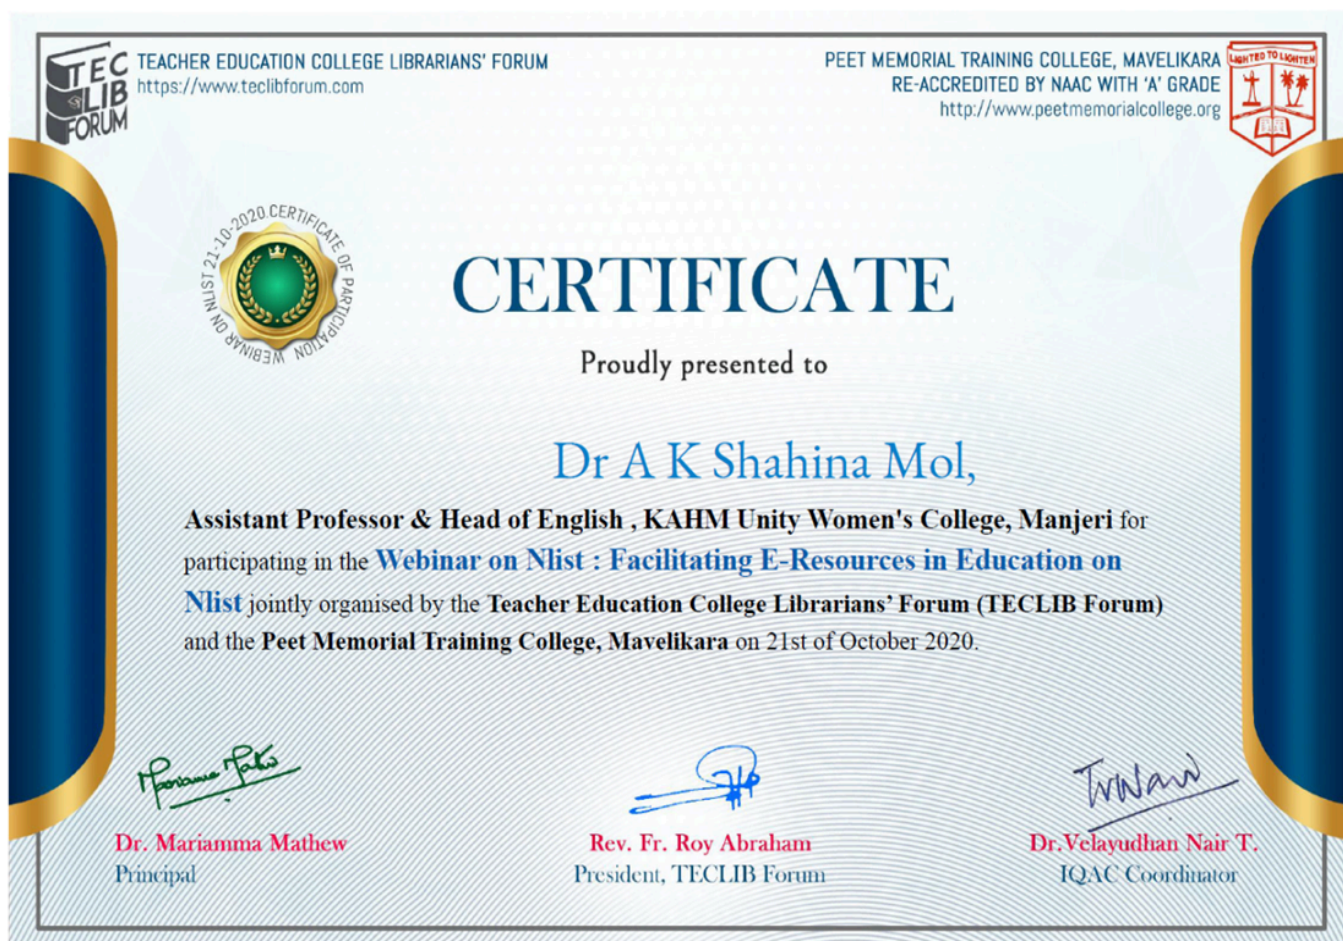 TEC
LIB
FORUM
TEACHER EDUCATION COLLEGE LIBRARIANS' FORUM
https://www.teclibforum.com
PEET MEMORIAL TRAINING COLLEGE, MAVELIKARA
RE-ACCREDITED BY NAAC WITH ‘A’ GRADE
http://www.peetmemorialcollege.org
LIGHTED TO LIGHTEN
WEBINAR ON NLIST 21-10-2020 CERTIFICATE OF PARTICIPATION
CERTIFICATE
Proudly presented to
Dr A K Shahina Mol,
Assistant Professor & Head of English , KAHM Unity Women's College, Manjeri for
participating in the Webinar on Nlist : Facilitating E-Resources in Education on
Nlist jointly organised by the Teacher Education College Librarians’ Forum (TECLIB Forum)
and the Peet Memorial Training College, Mavelikara on 21st of October 2020.
Dr. Mariamma Mathew
Principal
Rev. Fr. Roy Abraham
President, TECLIB Forum
Dr.Velayudhan Nair T.
IQAC Coordinator